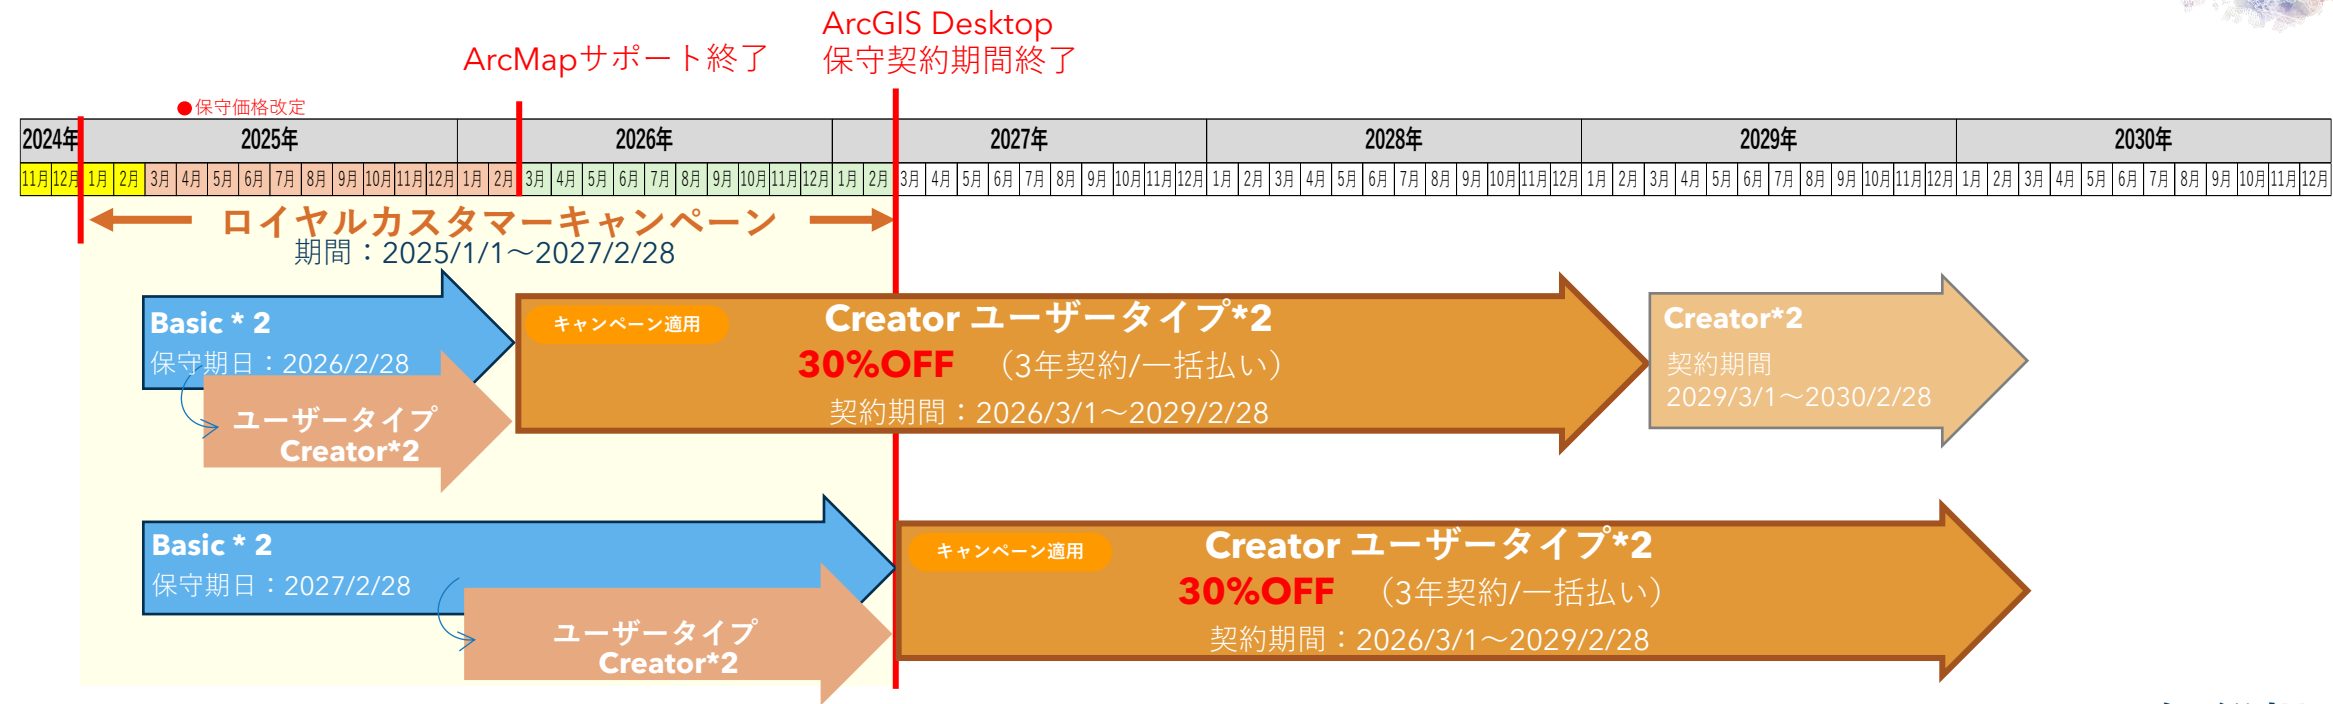 ArcGIS Desktop
保守契約期間終了
ArcMapサポート終了
●保守価格改定
2024年 2025年 2026年 2027年 2028年 2029年 2030年
11月 12月 1月 2月 3月 4月 5月 6月 7月 8月 9月 10月 11月 12月 1月 2月 3月 4月 5月 6月 7月 8月 9月 10月 11月 12月 1月 2月 3月 4月 5月 6月 7月 8月 9月 10月 11月 12月 1月 2月 3月 4月 5月 6月 7月 8月 9月 10月 11月 12月 1月 2月 3月 4月 5月 6月 7月 8月 9月 10月 11月 12月 1月 2月 3月 4月 5月 6月 7月 8月 9月 10月 11月 12月
ロイヤルカスタマーキャンペーン
期間：2025/1/1～2027/2/28
Basic * 2
保守期日：2026/2/28
ユーザータイプ
Creator*2
キャンペーン適用
Creator ユーザータイプ*2
30%OFF （3年契約/一括払い）
契約期間：2026/3/1～2029/2/28
Creator*2
契約期間
2029/3/1～2030/2/28
Basic * 2
保守期日：2027/2/28
ユーザータイプ
Creator*2
キャンペーン適用
Creator ユーザータイプ*2
30%OFF （3年契約/一括払い）
契約期間：2026/3/1～2029/2/28